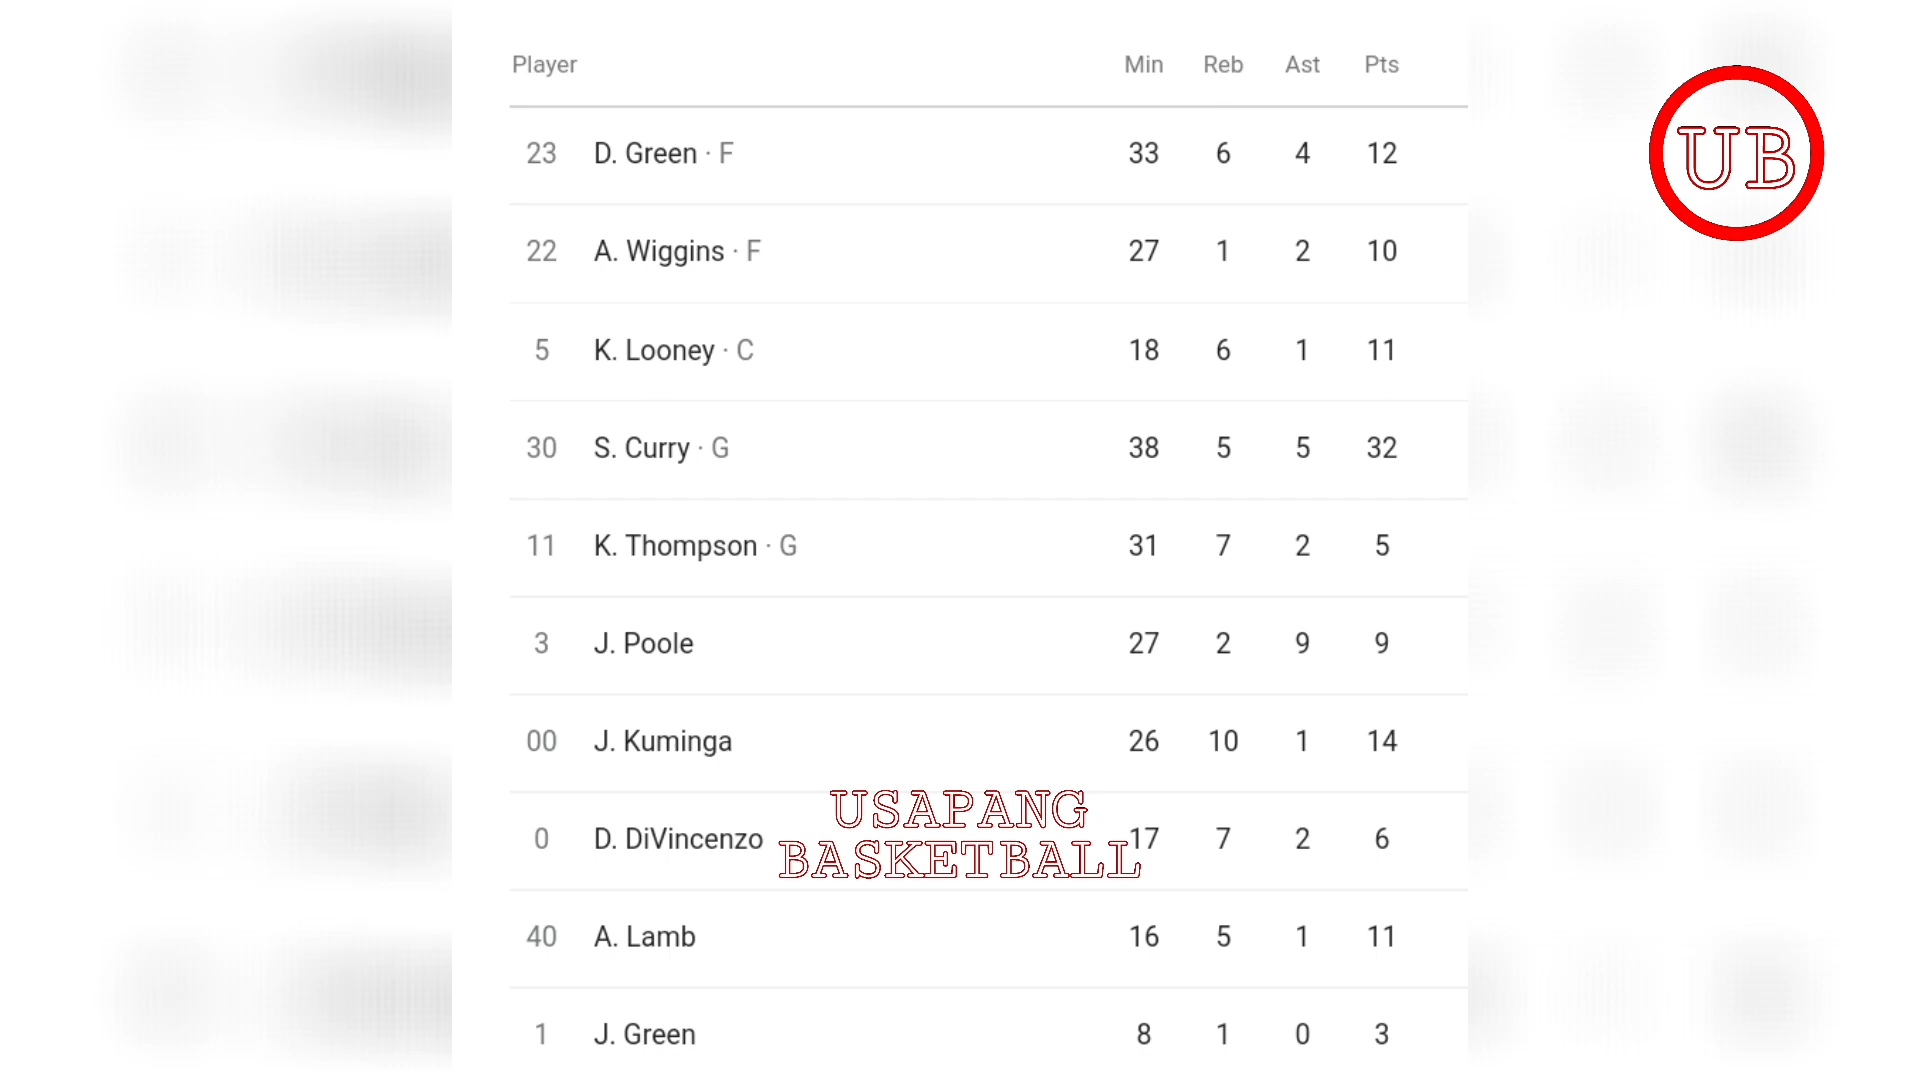 Player Min Reb Ast Pts
UB
23 D. Green · F 33 6 4 12
22 A. Wiggins · F 27 1 2 10
5 K. Looney · C 18 6 1 11
30 S. Curry · G 38 5 5 32
11 K. Thompson · G 31 7 2 5
3 J. Poole 27 2 9 9
00 J. Kuminga 26 10 1 14
USAPANG
0 D. DiVincenzo 17 7 2 6
BASKETBALL
40 A. Lamb 16 5 1 11
1 J. Green 8 1 0 3